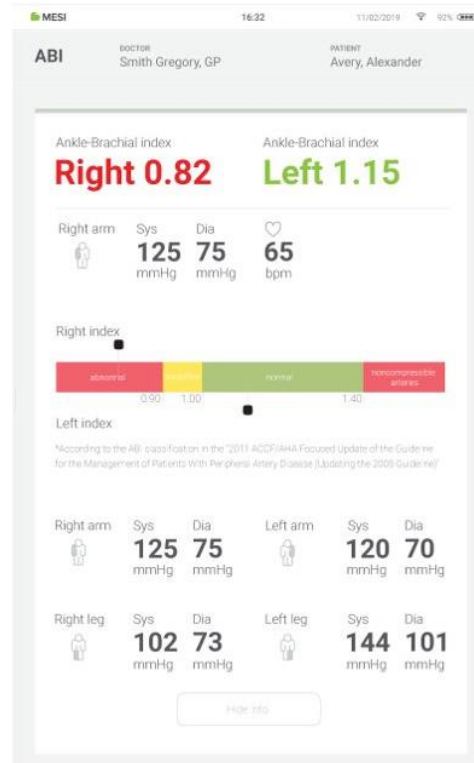 MESI 16:32 11/02/2019 92%
ABI
DOCTOR
Smith Gregory, GP
PATIENT
Avery, Alexander
Ankle-Brachial index
Right 0.82
Ankle-Brachial index
Left 1.15
Right arm Sys Dia
125 75 65
mmHg mmHg bpm
Right index
abnormal normal noncompressible
arteries
0.90 1.00 1.40
Left index
*According to the ABI classification in the "2011 ACCF/AHA Focused Update of the Guideline
for the Management of Patients With Peripheral Artery Disease (Updating the 2005 Guideline)"
Right arm Sys Dia Left arm Sys Dia
125 75 120 70
mmHg mmHg mmHg mmHg
Right leg Sys Dia Left leg Sys Dia
102 73 144 101
mmHg mmHg mmHg mmHg
Hide info